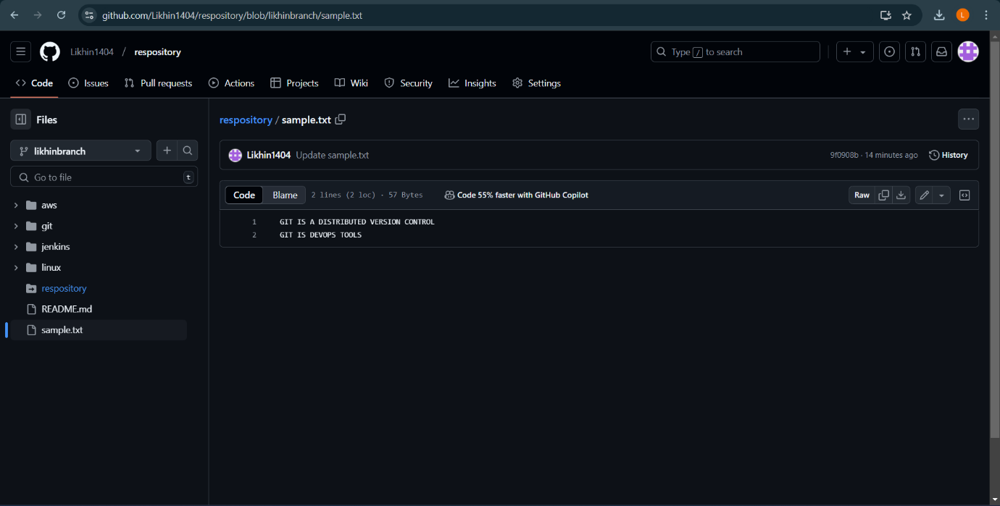 github.com/Likhin1404/respository/blob/likhinbranch/sample.txt
L
Likhin1404 / respository
Type / to search
Code Issues Pull requests Actions Projects Wiki Security Insights Settings
Files
likhinbranch
Go to file t
aws
git
jenkins
linux
respository
README.md
sample.txt
respository / sample.txt
Likhin1404 Update sample.txt 9f0908b · 14 minutes ago History
Code Blame 2 lines (2 loc) · 57 Bytes Code 55% faster with GitHub Copilot Raw
1 GIT IS A DISTRIBUTED VERSION CONTROL
2 GIT IS DEVOPS TOOLS